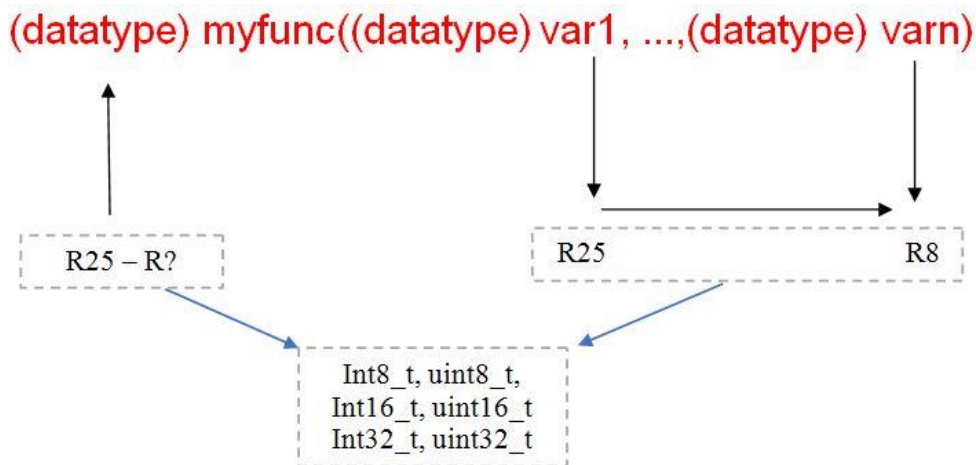 (datatype) myfunc((datatype) var1, ...,(datatype) varn)
R25 – R?
R25 R8
Int8_t, uint8_t,
Int16_t, uint16_t
Int32_t, uint32_t